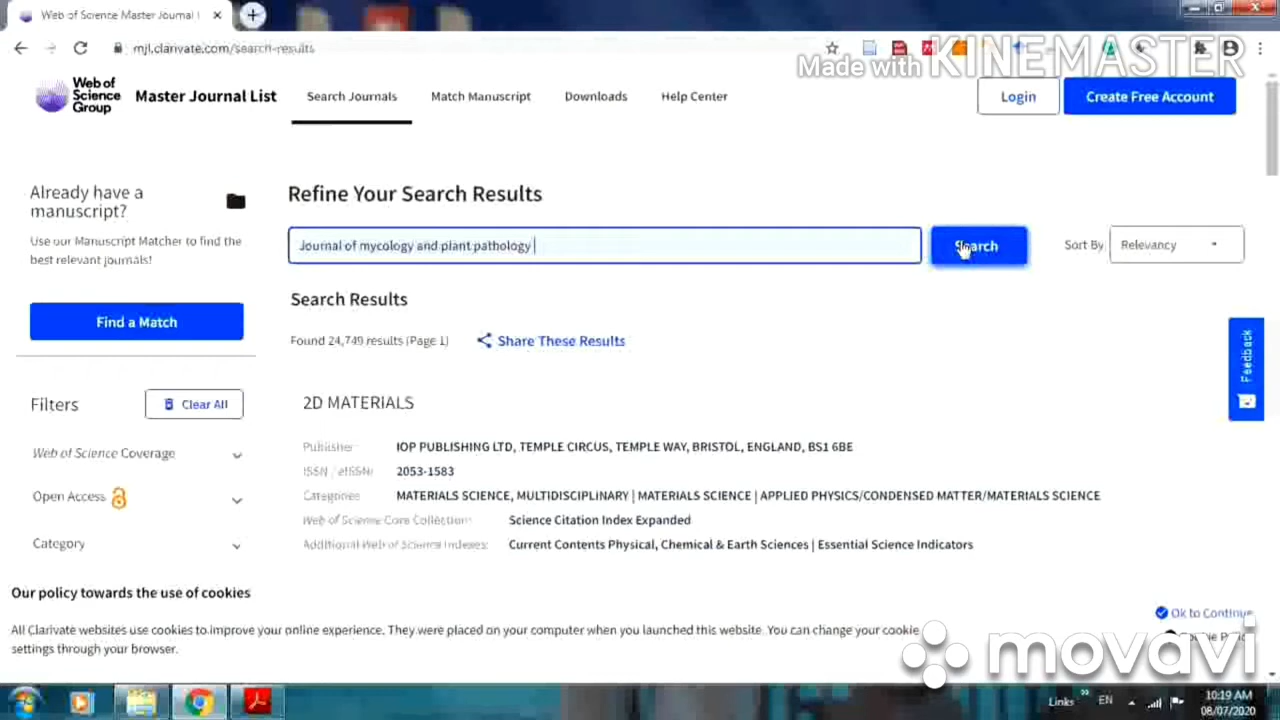 Web of Science Master Journal
mjl.clarivate.com/search-results
Made with KINEMASTER
Web of Science Group
Master Journal List
Search Journals
Match Manuscript
Downloads
Help Center
Login
Create Free Account
Already have a
manuscript?
Use our Manuscript Matcher to find the
best relevant journals!
Find a Match
Refine Your Search Results
Journal of mycology and plant pathology
Search
Sort By
Relevancy
Search Results
Found 24,749 results (Page 1)
Share These Results
Feedback
Filters
Clear All
Web of Science Coverage
Open Access
Category
2D MATERIALS
Publisher: IOP PUBLISHING LTD, TEMPLE CIRCUS, TEMPLE WAY, BRISTOL, ENGLAND, BS1 6BE
ISSN / eISSN: 2053-1583
Categories: MATERIALS SCIENCE, MULTIDISCIPLINARY | MATERIALS SCIENCE | APPLIED PHYSICS/CONDENSED MATTER/MATERIALS SCIENCE
Web of Science Core Collection: Science Citation Index Expanded
Additional Web of Science Indexes: Current Contents Physical, Chemical & Earth Sciences | Essential Science Indicators
Our policy towards the use of cookies
All Clarivate websites use cookies to improve your online experience. They were placed on your computer when you launched this website. You can change your cookie
settings through your browser.
Ok to Continue
movavi
Links
EN
10:19 AM
08/07/2020